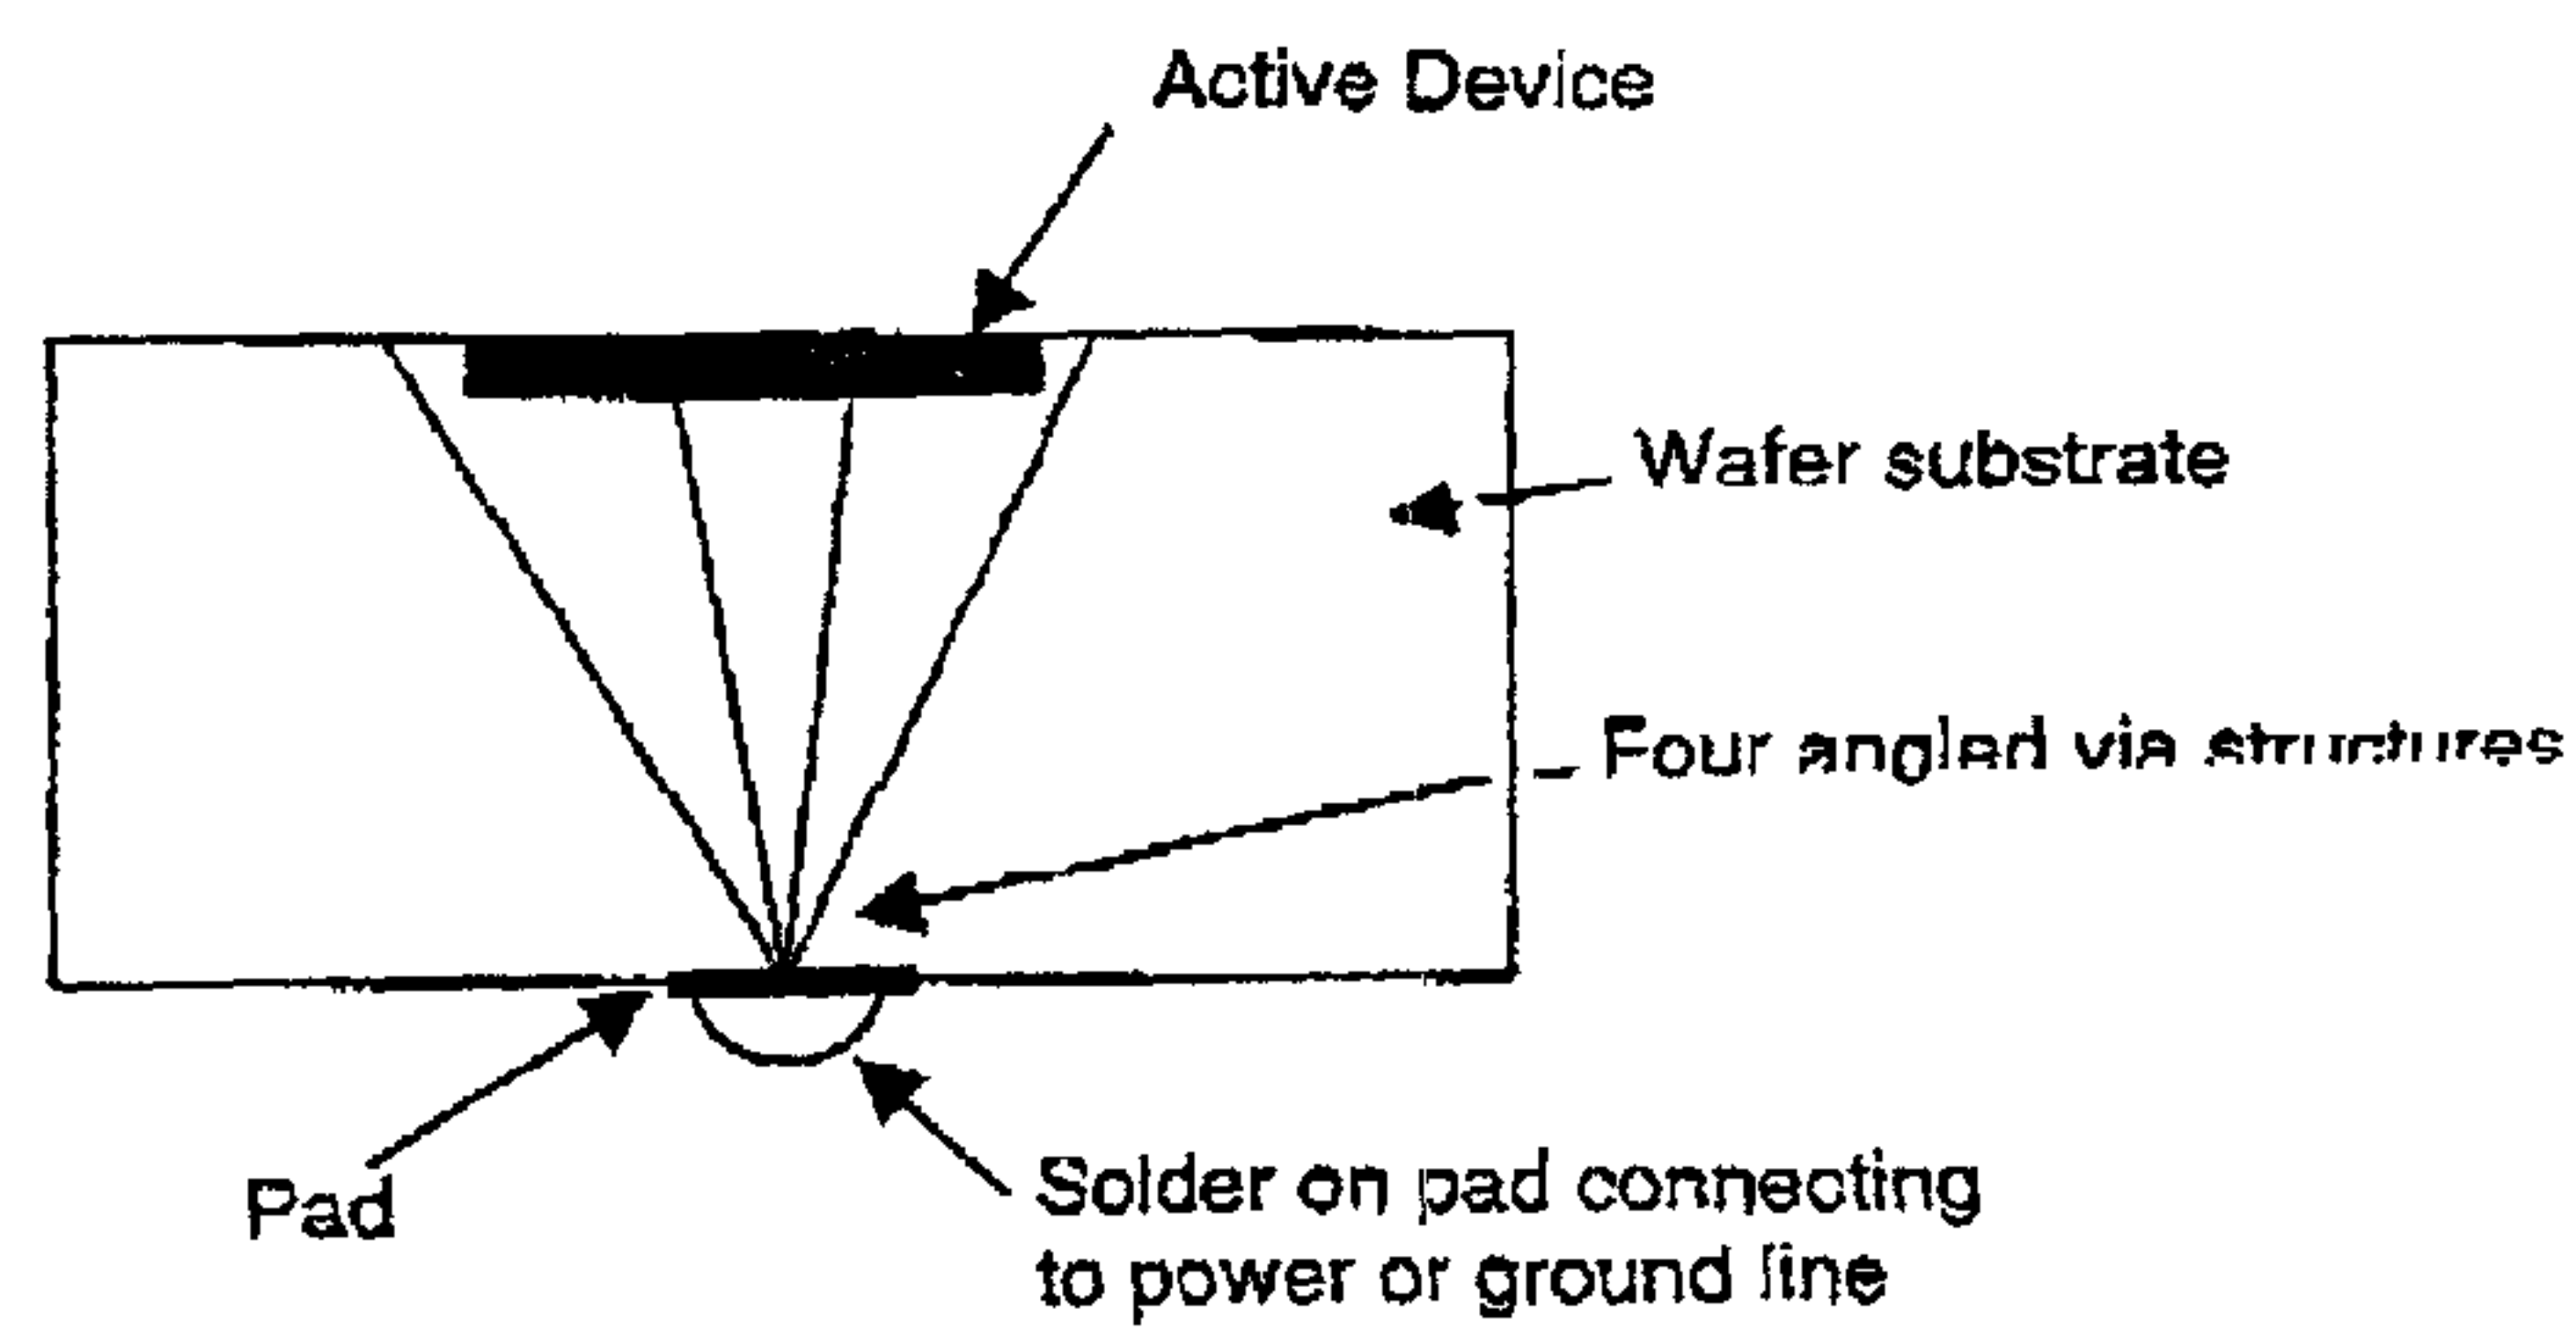 Active Device
Wafer substrate
Four angled via structures
Pad
Solder on pad connecting
to power or ground line